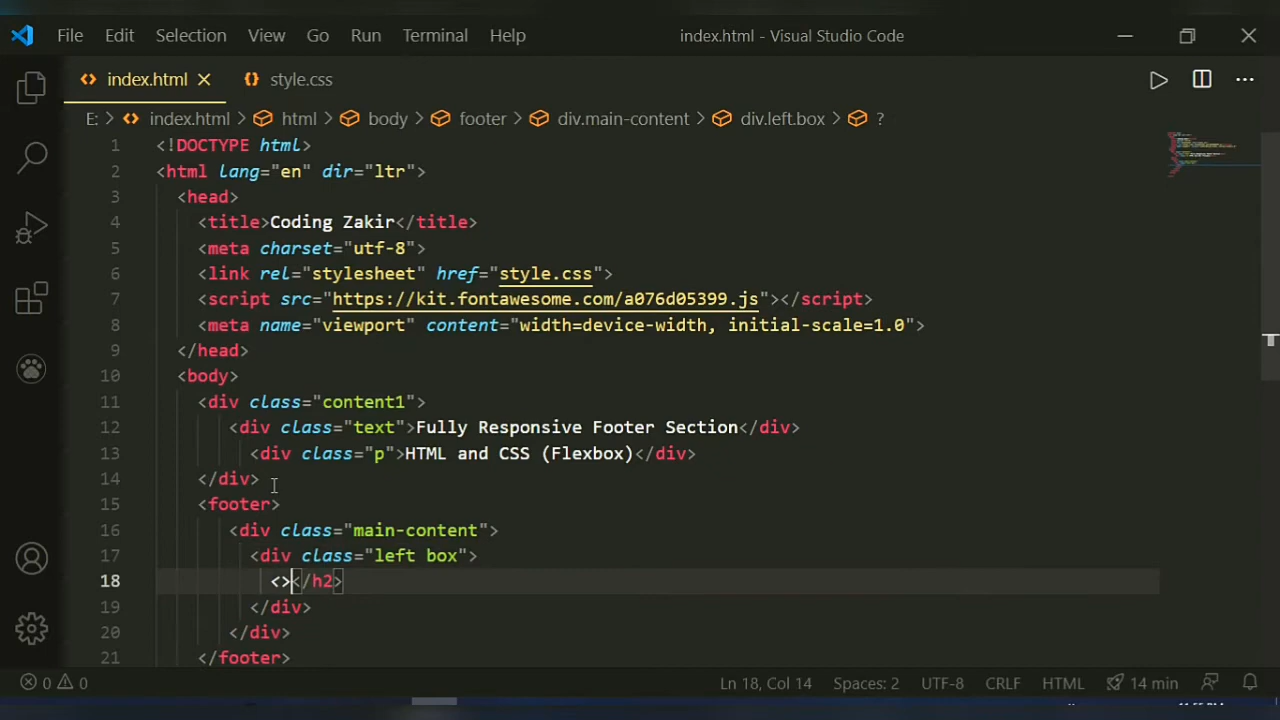 File Edit Selection View Go Run Terminal Help index.html - Visual Studio Code
index.html style.css
E: > index.html > html > body > footer > div.main-content > div.left.box > ?
1 <!DOCTYPE html>
2 <html lang="en" dir="ltr">
3 <head>
4 <title>Coding Zakir</title>
5 <meta charset="utf-8">
6 <link rel="stylesheet" href="style.css">
7 <script src="https://kit.fontawesome.com/a076d05399.js"></script>
8 <meta name="viewport" content="width=device-width, initial-scale=1.0">
9 </head>
10 <body>
11 <div class="content1">
12 <div class="text">Fully Responsive Footer Section</div>
13 <div class="p">HTML and CSS (Flexbox)</div>
14 </div>
15 <footer>
16 <div class="main-content">
17 <div class="left box">
18 <></h2>
19 </div>
20 </div>
21 </footer>
0 0 Ln 18, Col 14 Spaces: 2 UTF-8 CRLF HTML 14 min